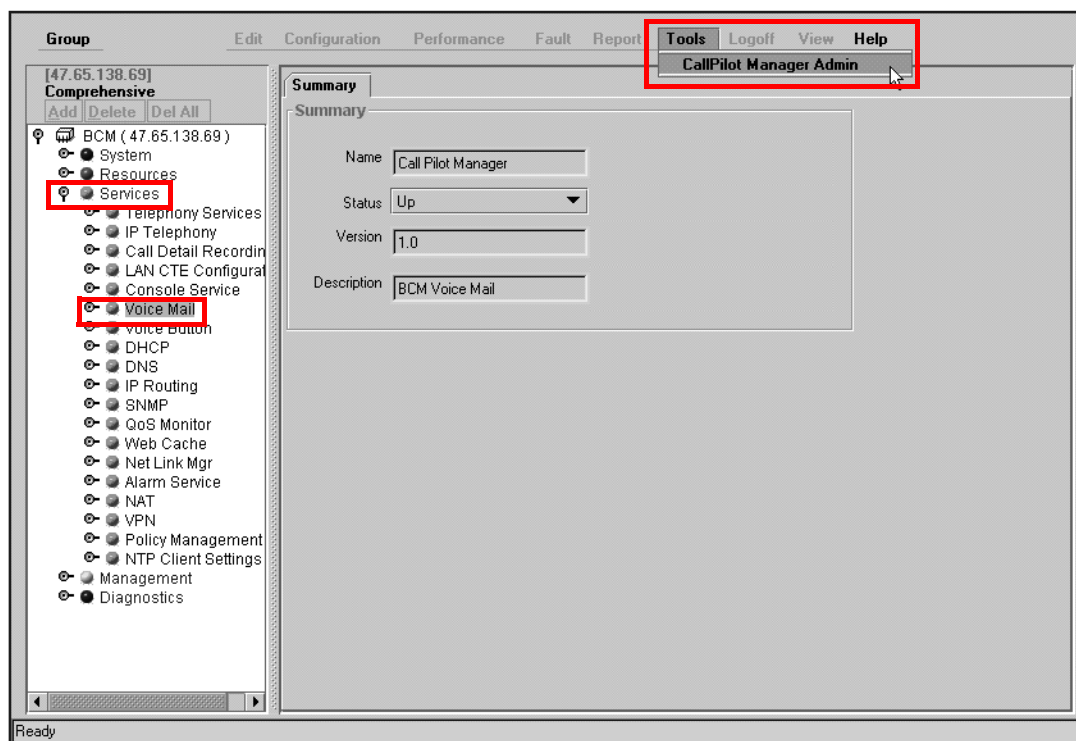 Group Edit Configuration Performance Fault Report Tools Logoff View Help
CallPilot Manager Admin
[47.65.138.69]
Comprehensive
Add Delete Del All
BCM ( 47.65.138.69 )
System
Resources
Services
Telephony Services
IP Telephony
Call Detail Recordin
LAN CTE Configurat
Console Service
Voice Mail
Voice Button
DHCP
DNS
IP Routing
SNMP
QoS Monitor
Web Cache
Net Link Mgr
Alarm Service
NAT
VPN
Policy Management
NTP Client Settings
Management
Diagnostics
Summary
Summary
Name Call Pilot Manager
Status Up
Version 1.0
Description BCM Voice Mail
Ready